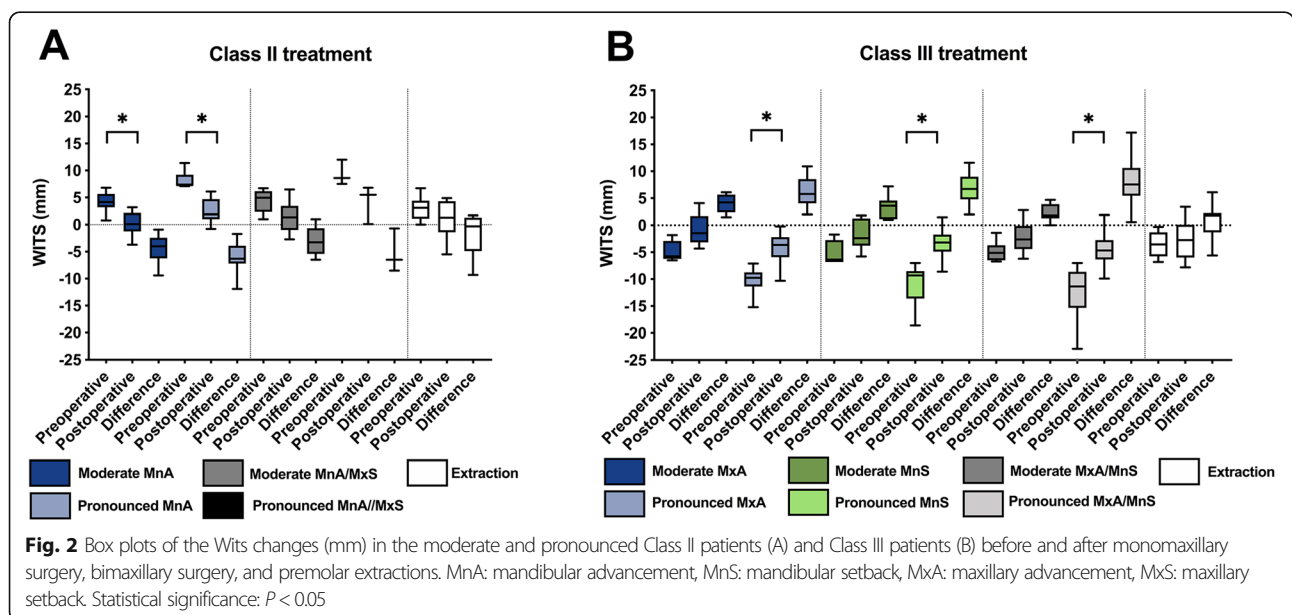 A
Class II treatment
WITS (mm)
25
20
15
10
5
0
-5
-10
-15
-20
-25
*
*
Preoperative
Postoperative
Difference
Preoperative
Postoperative
Difference
Preoperative
Postoperative
Difference
Preoperative
Postoperative
Difference
Preoperative
Postoperative
Difference
Moderate MnA
Moderate MnA/MxS
Extraction
Pronounced MnA
Pronounced MnA//MxS
B
Class III treatment
WITS (mm)
25
20
15
10
5
0
-5
-10
-15
-20
-25
*
*
*
Preoperative
Postoperative
Difference
Preoperative
Postoperative
Difference
Preoperative
Postoperative
Difference
Preoperative
Postoperative
Difference
Preoperative
Postoperative
Difference
Preoperative
Postoperative
Difference
Preoperative
Postoperative
Difference
Moderate MxA
Moderate MnS
Moderate MxA/MnS
Extraction
Pronounced MxA
Pronounced MnS
Pronounced MxA/MnS
Fig. 2 Box plots of the Wits changes (mm) in the moderate and pronounced Class II patients (A) and Class III patients (B) before and after monomaxillary
surgery, bimaxillary surgery, and premolar extractions. MnA: mandibular advancement, MnS: mandibular setback, MxA: maxillary advancement, MxS: maxillary
setback. Statistical significance: P < 0.05